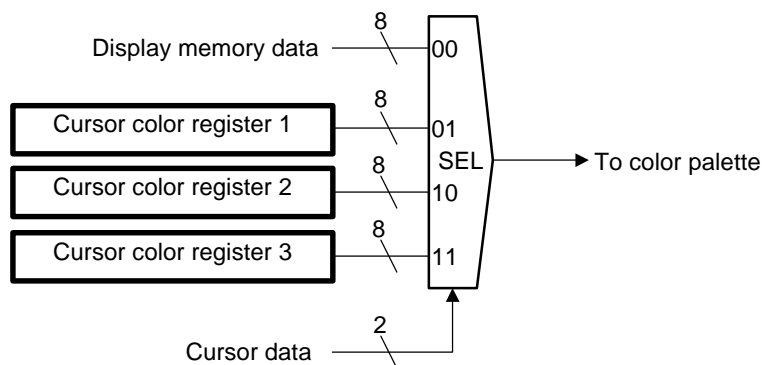 8
Display memory data
00
8
Cursor color register 1
01
SEL
To color palette
8
Cursor color register 2
10
8
Cursor color register 3
11
2
Cursor data